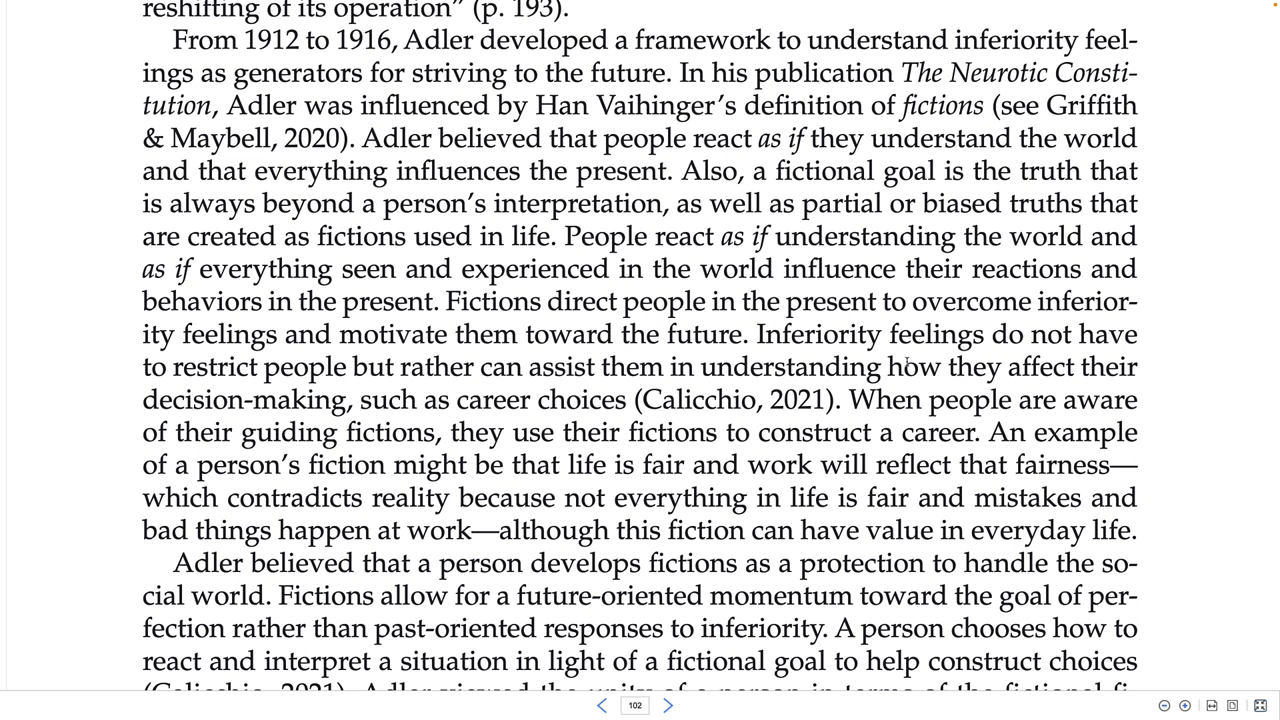 reshifting of its operation” (p. 193).
From 1912 to 1916, Adler developed a framework to understand inferiority feel-
ings as generators for striving to the future. In his publication The Neurotic Consti-
tution, Adler was influenced by Han Vaihinger’s definition of fictions (see Griffith
& Maybell, 2020). Adler believed that people react as if they understand the world
and that everything influences the present. Also, a fictional goal is the truth that
is always beyond a person’s interpretation, as well as partial or biased truths that
are created as fictions used in life. People react as if understanding the world and
as if everything seen and experienced in the world influence their reactions and
behaviors in the present. Fictions direct people in the present to overcome inferior-
ity feelings and motivate them toward the future. Inferiority feelings do not have
to restrict people but rather can assist them in understanding how they affect their
decision-making, such as career choices (Calicchio, 2021). When people are aware
of their guiding fictions, they use their fictions to construct a career. An example
of a person’s fiction might be that life is fair and work will reflect that fairness—
which contradicts reality because not everything in life is fair and mistakes and
bad things happen at work—although this fiction can have value in everyday life.
Adler believed that a person develops fictions as a protection to handle the so-
cial world. Fictions allow for a future-oriented momentum toward the goal of per-
fection rather than past-oriented responses to inferiority. A person chooses how to
react and interpret a situation in light of a fictional goal to help construct choices
(Calicchio, 2021). Adler viewed the unity of a person in terms of the fictional fi-
102